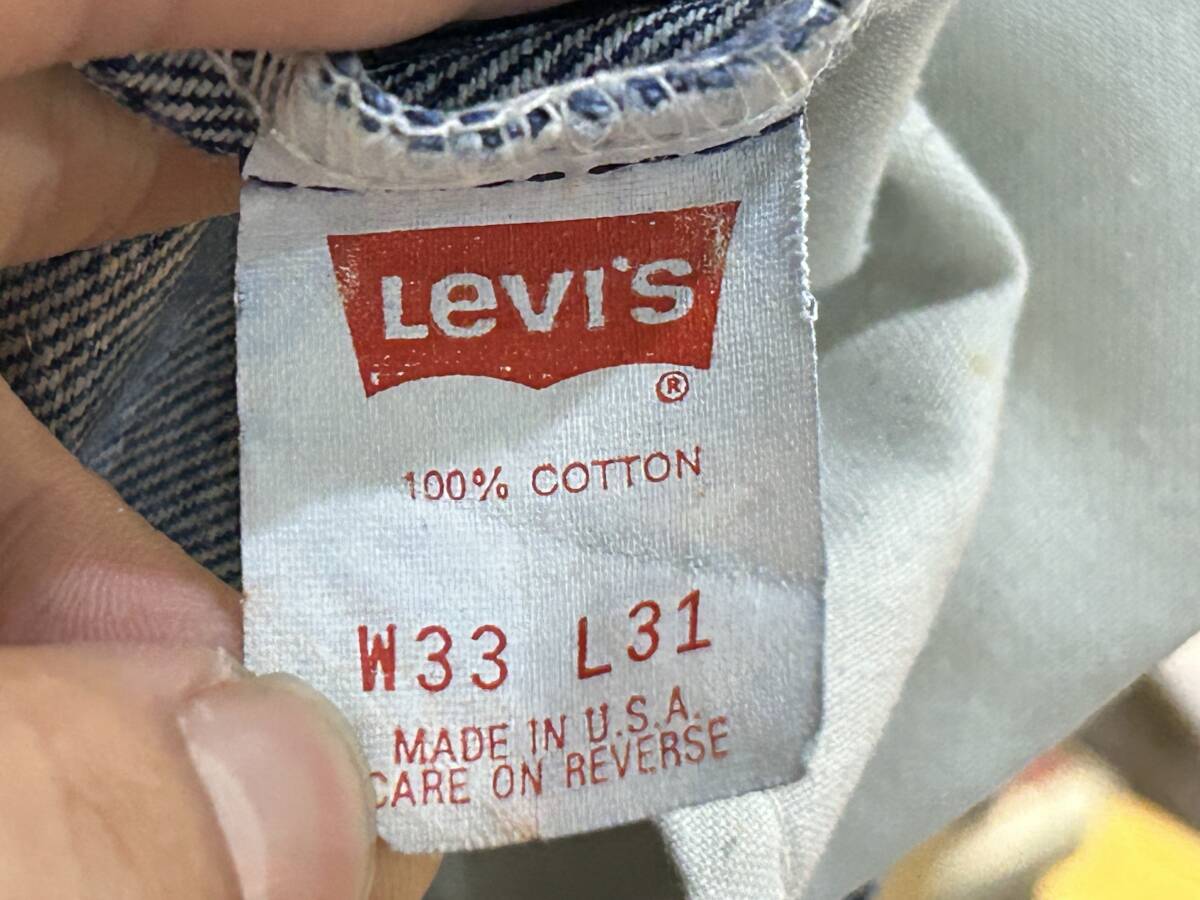 LEVI'S
®
100% COTTON
W33 L31
MADE IN U.S.A.
CARE ON REVERSE